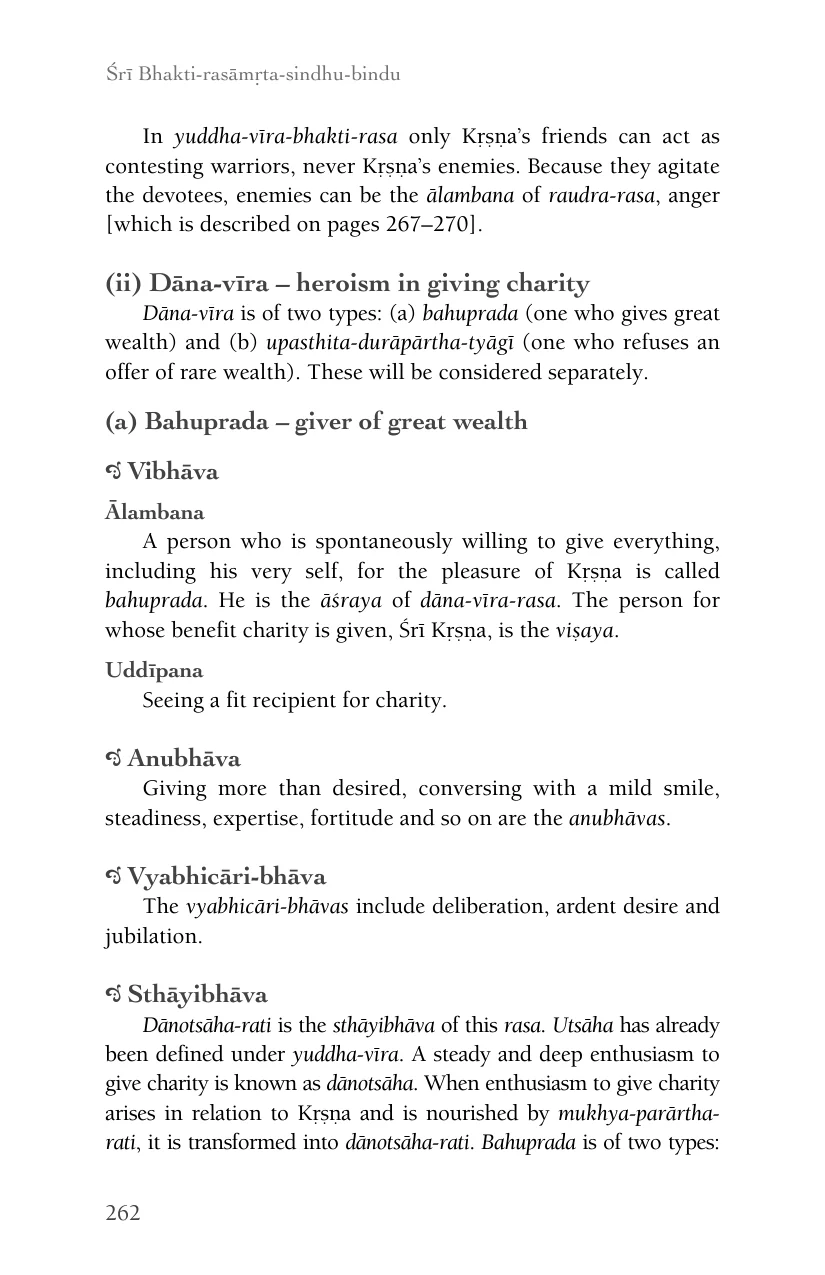 Śrī Bhakti-rasāmṛta-sindhu-bindu
In yuddha-vīra-bhakti-rasa only Kṛṣṇa’s friends can act as
contesting warriors, never Kṛṣṇa’s enemies. Because they agitate
the devotees, enemies can be the ālambana of raudra-rasa, anger
[which is described on pages 267–270].
(ii) Dāna-vīra – heroism in giving charity
Dāna-vīra is of two types: (a) bahuprada (one who gives great
wealth) and (b) upasthita-durāpārtha-tyāgī (one who refuses an
offer of rare wealth). These will be considered separately.
(a) Bahuprada – giver of great wealth
Vibhāva
Ālambana
A person who is spontaneously willing to give everything,
including his very self, for the pleasure of Kṛṣṇa is called
bahuprada. He is the āśraya of dāna-vīra-rasa. The person for
whose benefit charity is given, Śrī Kṛṣṇa, is the viṣaya.
Uddīpana
Seeing a fit recipient for charity.
Anubhāva
Giving more than desired, conversing with a mild smile,
steadiness, expertise, fortitude and so on are the anubhāvas.
Vyabhicāri-bhāva
The vyabhicāri-bhāvas include deliberation, ardent desire and
jubilation.
Sthāyibhāva
Dānotsāha-rati is the sthāyibhāva of this rasa. Utsāha has already
been defined under yuddha-vīra. A steady and deep enthusiasm to
give charity is known as dānotsāha. When enthusiasm to give charity
arises in relation to Kṛṣṇa and is nourished by mukhya-parārtha-
rati, it is transformed into dānotsāha-rati. Bahuprada is of two types:
262